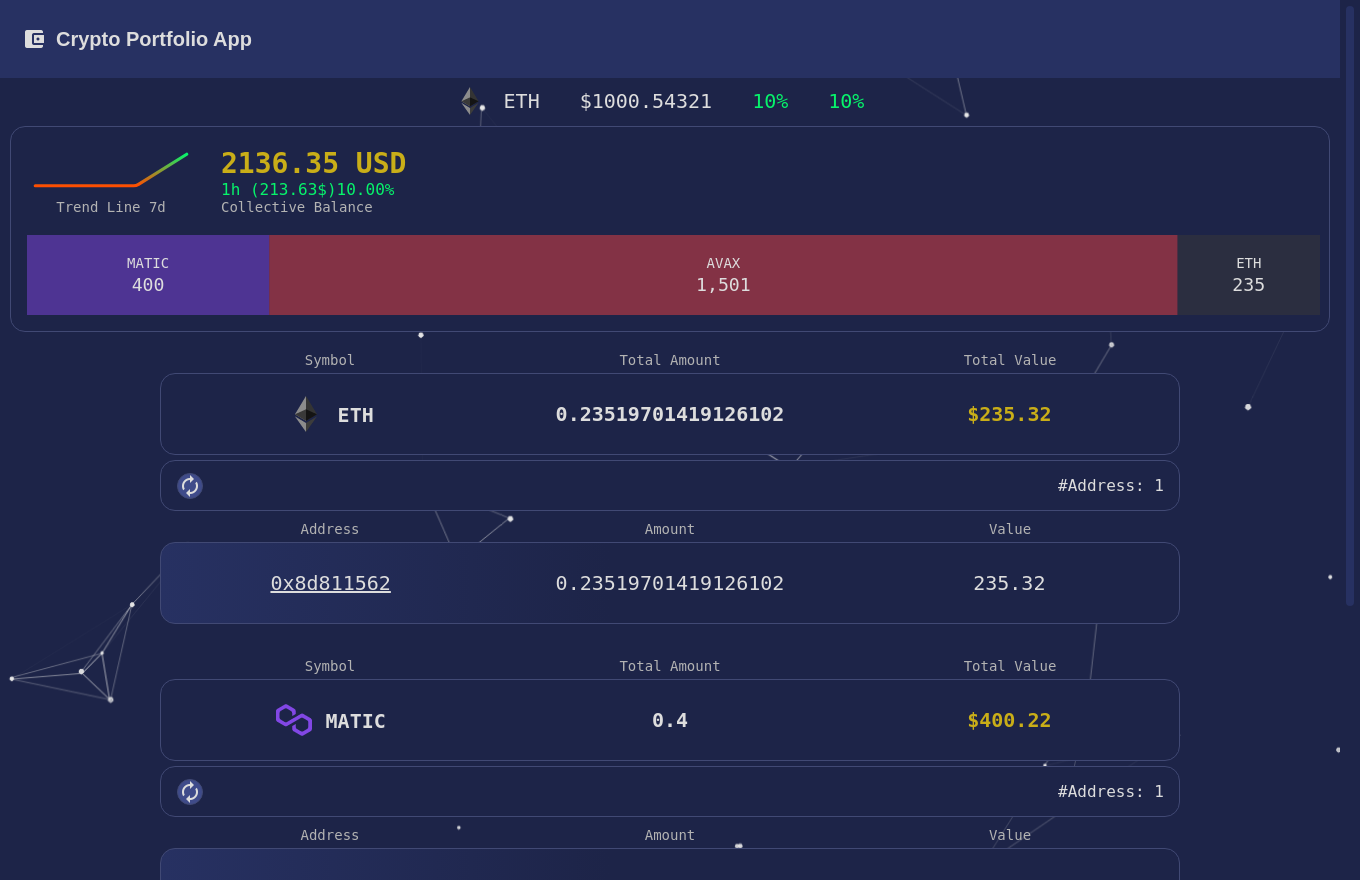 Crypto Portfolio App
ETH $1000.54321 10% 10%
2136.35 USD
1h (213.63$)10.00%
Trend Line 7d Collective Balance
MATIC AVAX ETH
400 1,501 235
Symbol Total Amount Total Value
ETH 0.23519701419126102 $235.32
#Address: 1
Address Amount Value
0x8d811562 0.23519701419126102 235.32
Symbol Total Amount Total Value
MATIC 0.4 $400.22
#Address: 1
Address Amount Value